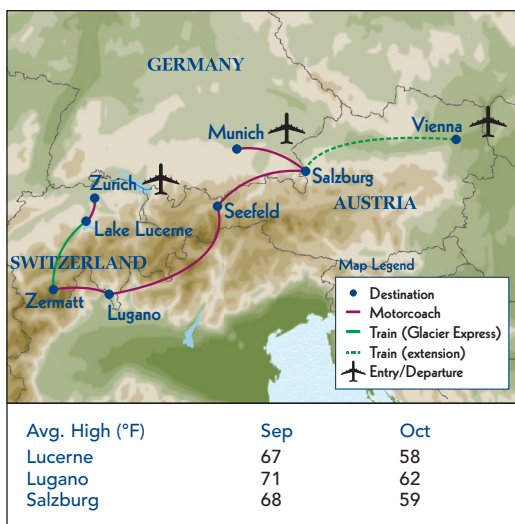 GERMANY
Munich
Vienna
Salzburg
Zurich
AUSTRIA
Seefeld
Lake Lucerne
SWITZERLAND
Zermatt
Lugano
Map Legend
Destination
Motorcoach
Train (Glacier Express)
Train (extension)
Entry/Departure
Avg. High (°F) Sep Oct
Lucerne 67 58
Lugano 71 62
Salzburg 68 59